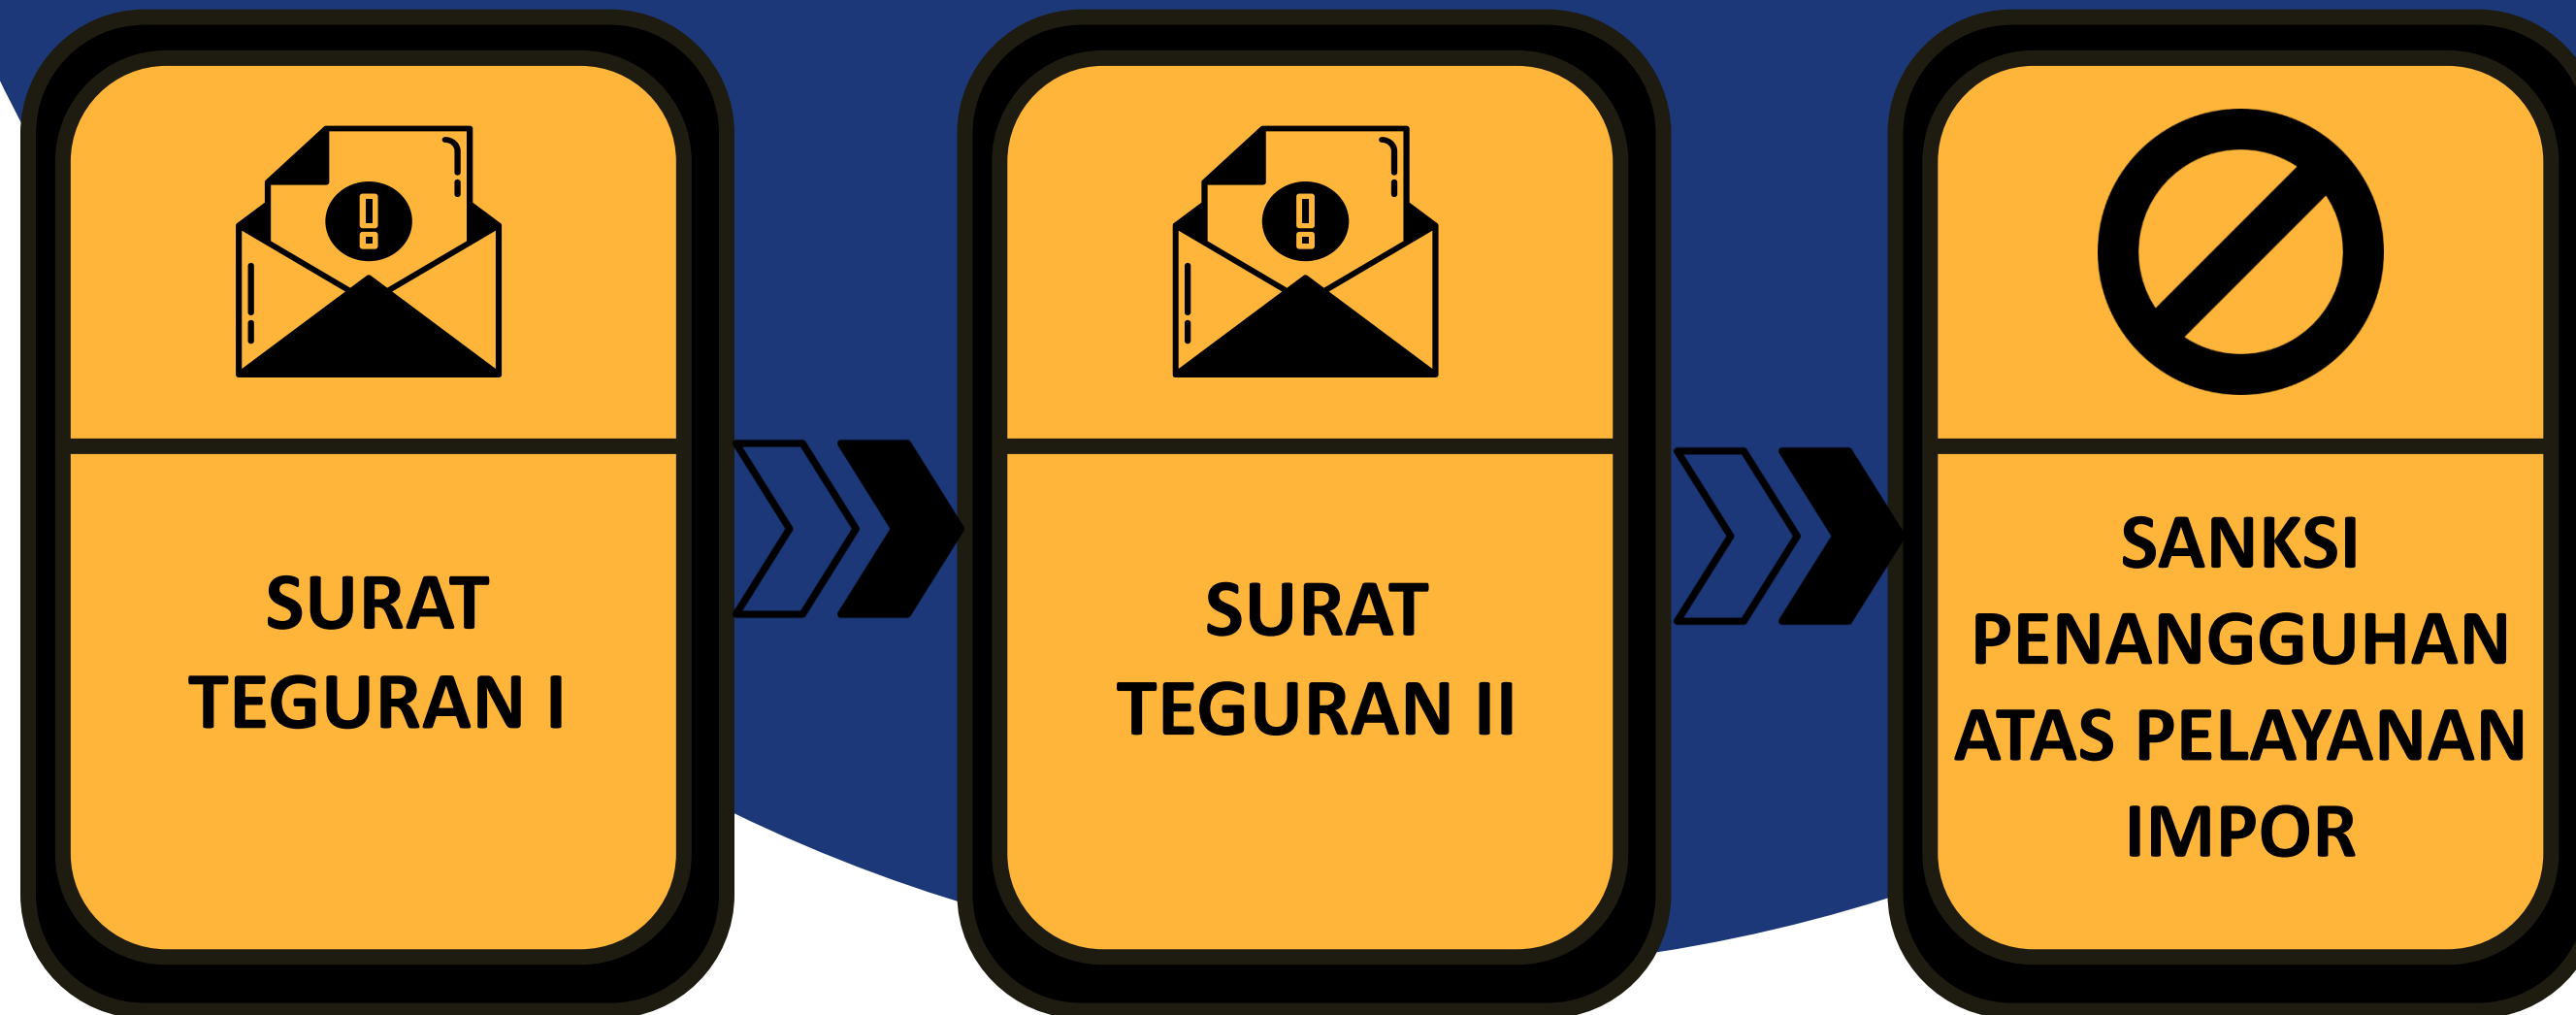 SURAT
TEGURAN I
SURAT
TEGURAN II
SANKSI
PENANGGUHAN
ATAS PELAYANAN
IMPOR